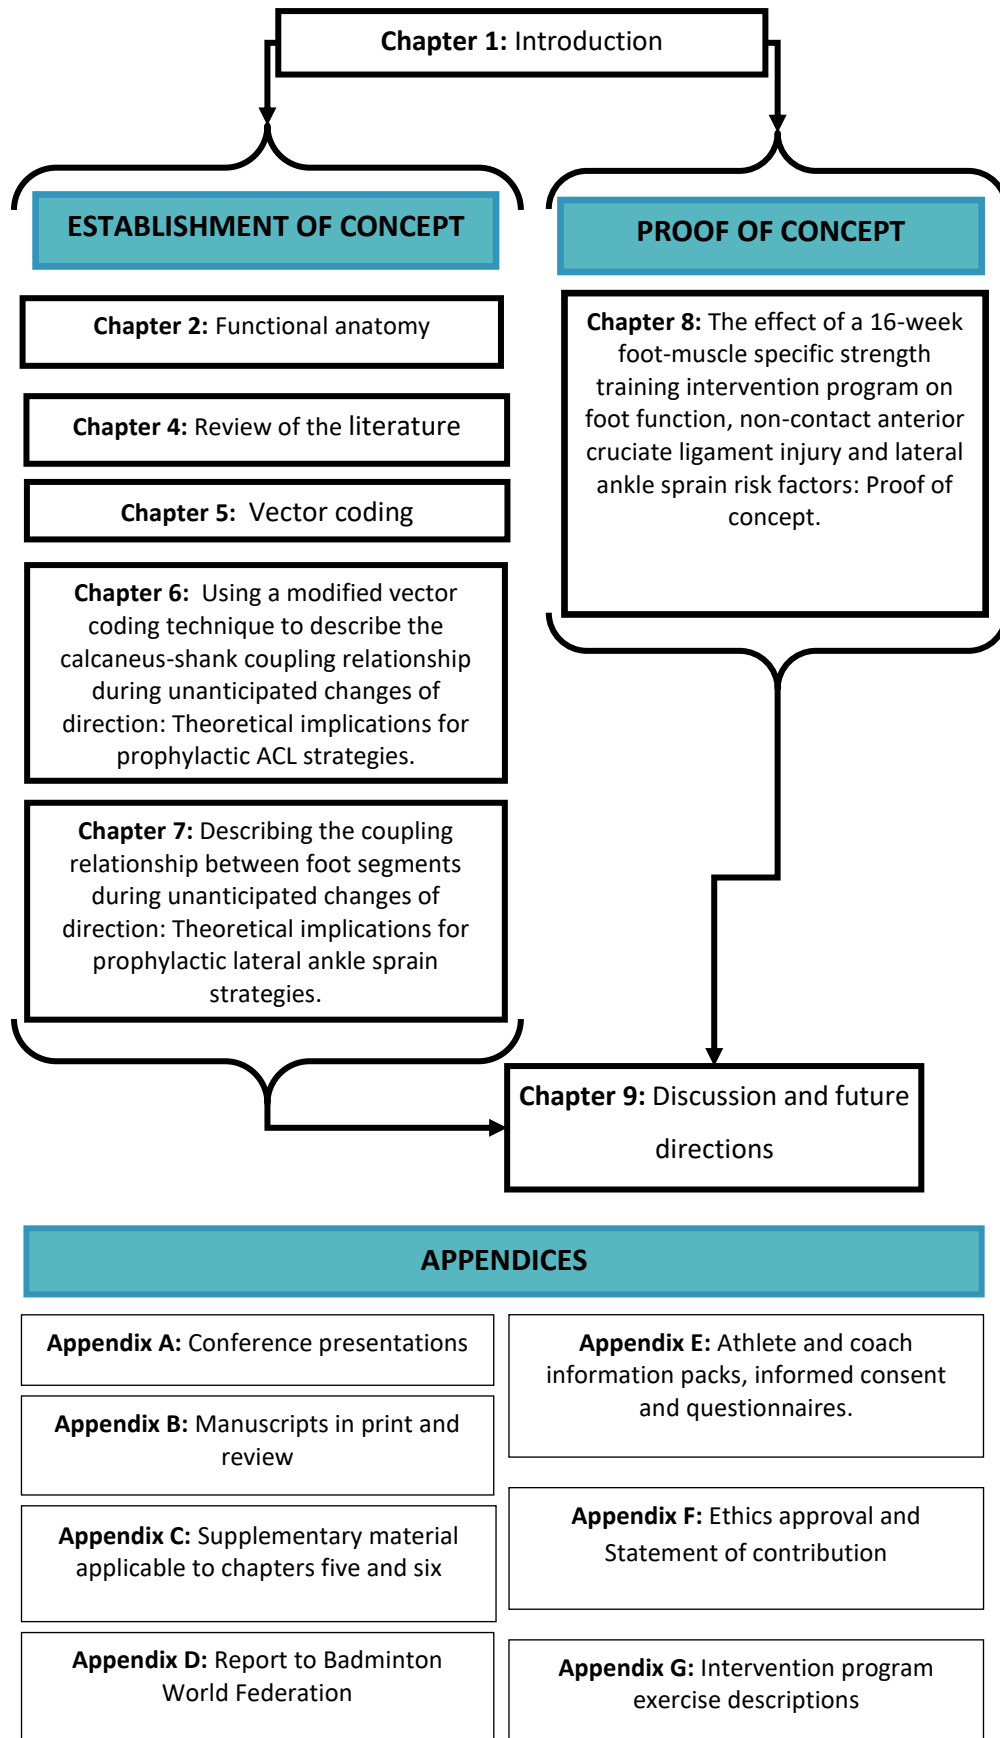 Chapter 1: Introduction
ESTABLISHMENT OF CONCEPT
Chapter 2: Functional anatomy
Chapter 4: Review of the literature
Chapter 5: Vector coding
Chapter 6: Using a modified vector
coding technique to describe the
calcaneus-shank coupling relationship
during unanticipated changes of
direction: Theoretical implications for
prophylactic ACL strategies.
Chapter 7: Describing the coupling
relationship between foot segments
during unanticipated changes of
direction: Theoretical implications for
prophylactic lateral ankle sprain
strategies.
PROOF OF CONCEPT
Chapter 8: The effect of a 16-week
foot-muscle specific strength
training intervention program on
foot function, non-contact anterior
cruciate ligament injury and lateral
ankle sprain risk factors: Proof of
concept.
Chapter 9: Discussion and future
directions
APPENDICES
Appendix A: Conference presentations
Appendix B: Manuscripts in print and
review
Appendix C: Supplementary material
applicable to chapters five and six
Appendix D: Report to Badminton
World Federation
Appendix E: Athlete and coach
information packs, informed consent
and questionnaires.
Appendix F: Ethics approval and
Statement of contribution
Appendix G: Intervention program
exercise descriptions